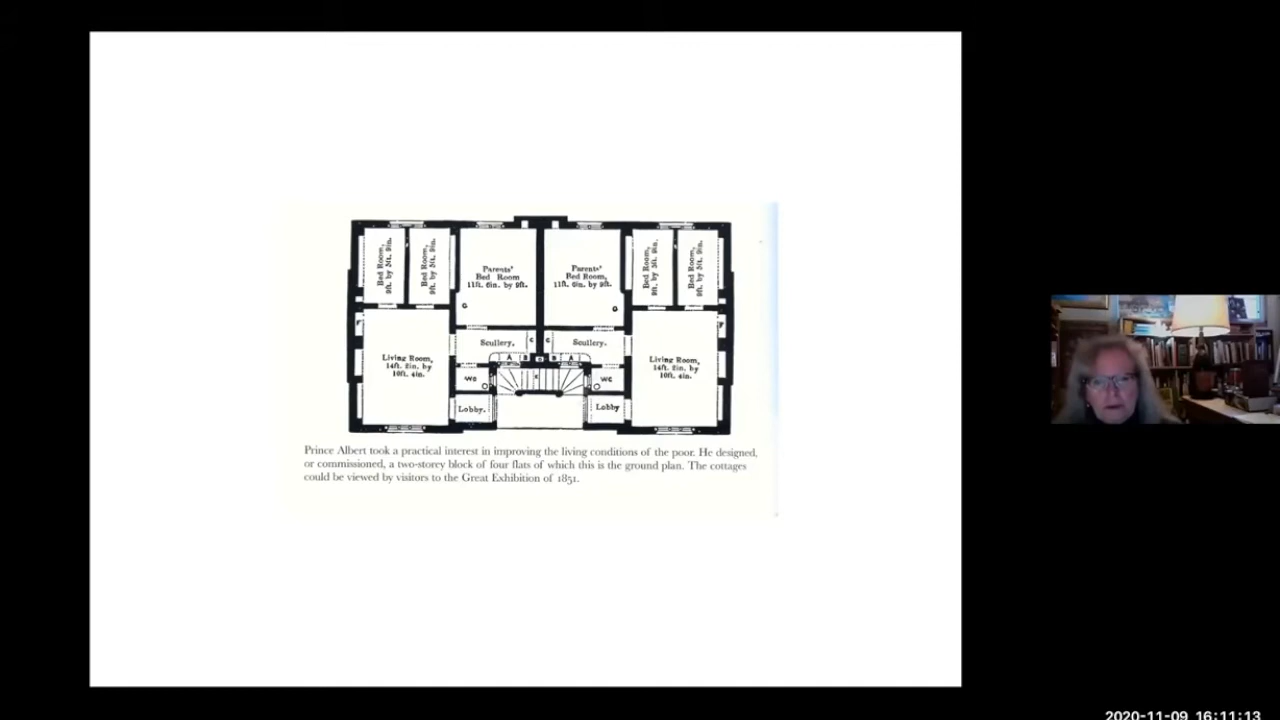 Bed Room,
9ft. by 5ft. 9in.
Bed Room,
9ft. by 5ft. 9in.
Parents'
Bed Room
11ft. 6in. by 9ft.
Parents'
Bed Room,
11ft. 6in. by 9ft.
Bed Room,
9ft. by 5ft. 9in.
Bed Room,
9ft. by 5ft. 9in.
G
G
F
F
Scullery.
C
C
Scullery.
A
B
D
B
A
Living Room,
14ft. 2in. by
10ft. 4in.
Living Room,
14ft. 2in. by
10ft. 4in.
WC
E
WC
Lobby.
Lobby
Prince Albert took a practical interest in improving the living conditions of the poor. He designed,
or commissioned, a two-storey block of four flats of which this is the ground plan. The cottages
could be viewed by visitors to the Great Exhibition of 1851.
2020-11-09 16:11:13